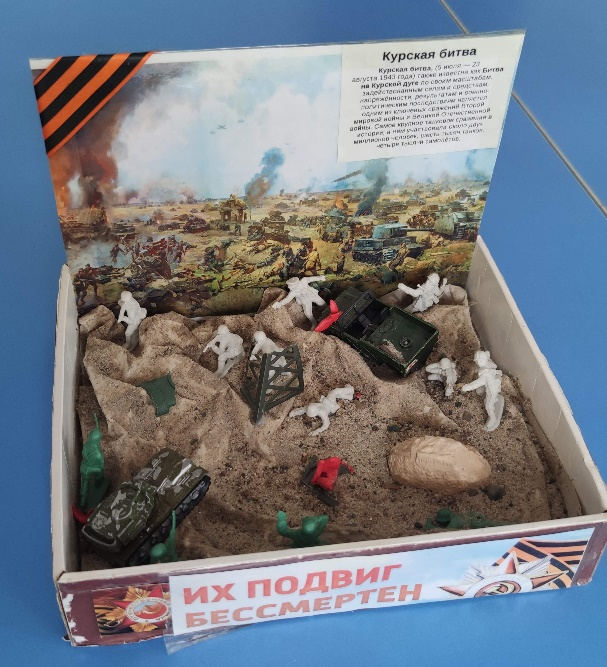 Курская битва
Курская битва, (5 июля — 23
августа 1943 года) также известна как Битва
на Курской дуге по своим масштабам,
задействованным силам и средствам,
напряжённости, результатам и военно-
политическим последствиям является
одним из ключевых сражений Второй
мировой войны и Великой Отечественной
войны. Самое крупное танковое сражение в
истории, в нём участвовало около двух
миллионов человек, шесть тысяч танков,
четыре тысячи самолётов.
ИХ ПОДВИГ
БЕССМЕРТЕН